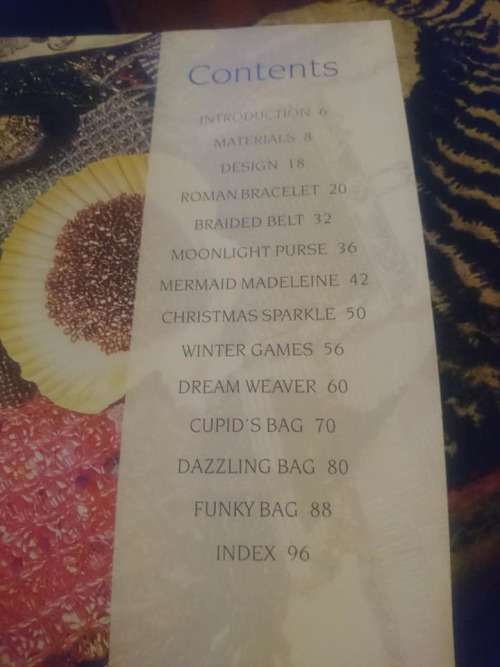 Contents
INTRODUCTION 6
MATERIALS 8
DESIGN 18
ROMAN BRACELET 20
BRAIDED BELT 32
MOONLIGHT PURSE 36
MERMAID MADELEINE 42
CHRISTMAS SPARKLE 50
WINTER GAMES 56
DREAM WEAVER 60
CUPID'S BAG 70
DAZZLING BAG 80
FUNKY BAG 88
INDEX 96